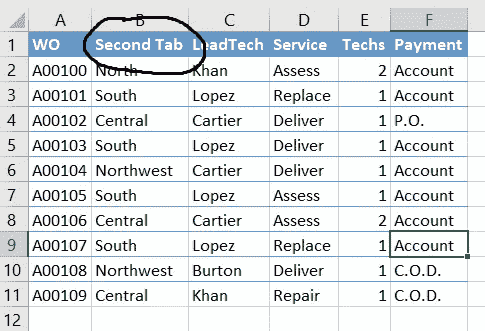 A B C D E F
1 WO Second Tab LeadTech Service Techs Payment
2 A00100 North Khan Assess 2 Account
3 A00101 South Lopez Replace 1 Account
4 A00102 Central Cartier Deliver 1 P.O.
5 A00103 South Lopez Deliver 1 Account
6 A00104 Northwest Cartier Deliver 1 Account
7 A00105 South Lopez Assess 1 Account
8 A00106 Central Cartier Assess 2 Account
9 A00107 South Lopez Replace 1 Account
10 A00108 Northwest Burton Deliver 1 C.O.D.
11 A00109 Central Khan Repair 1 C.O.D.
12